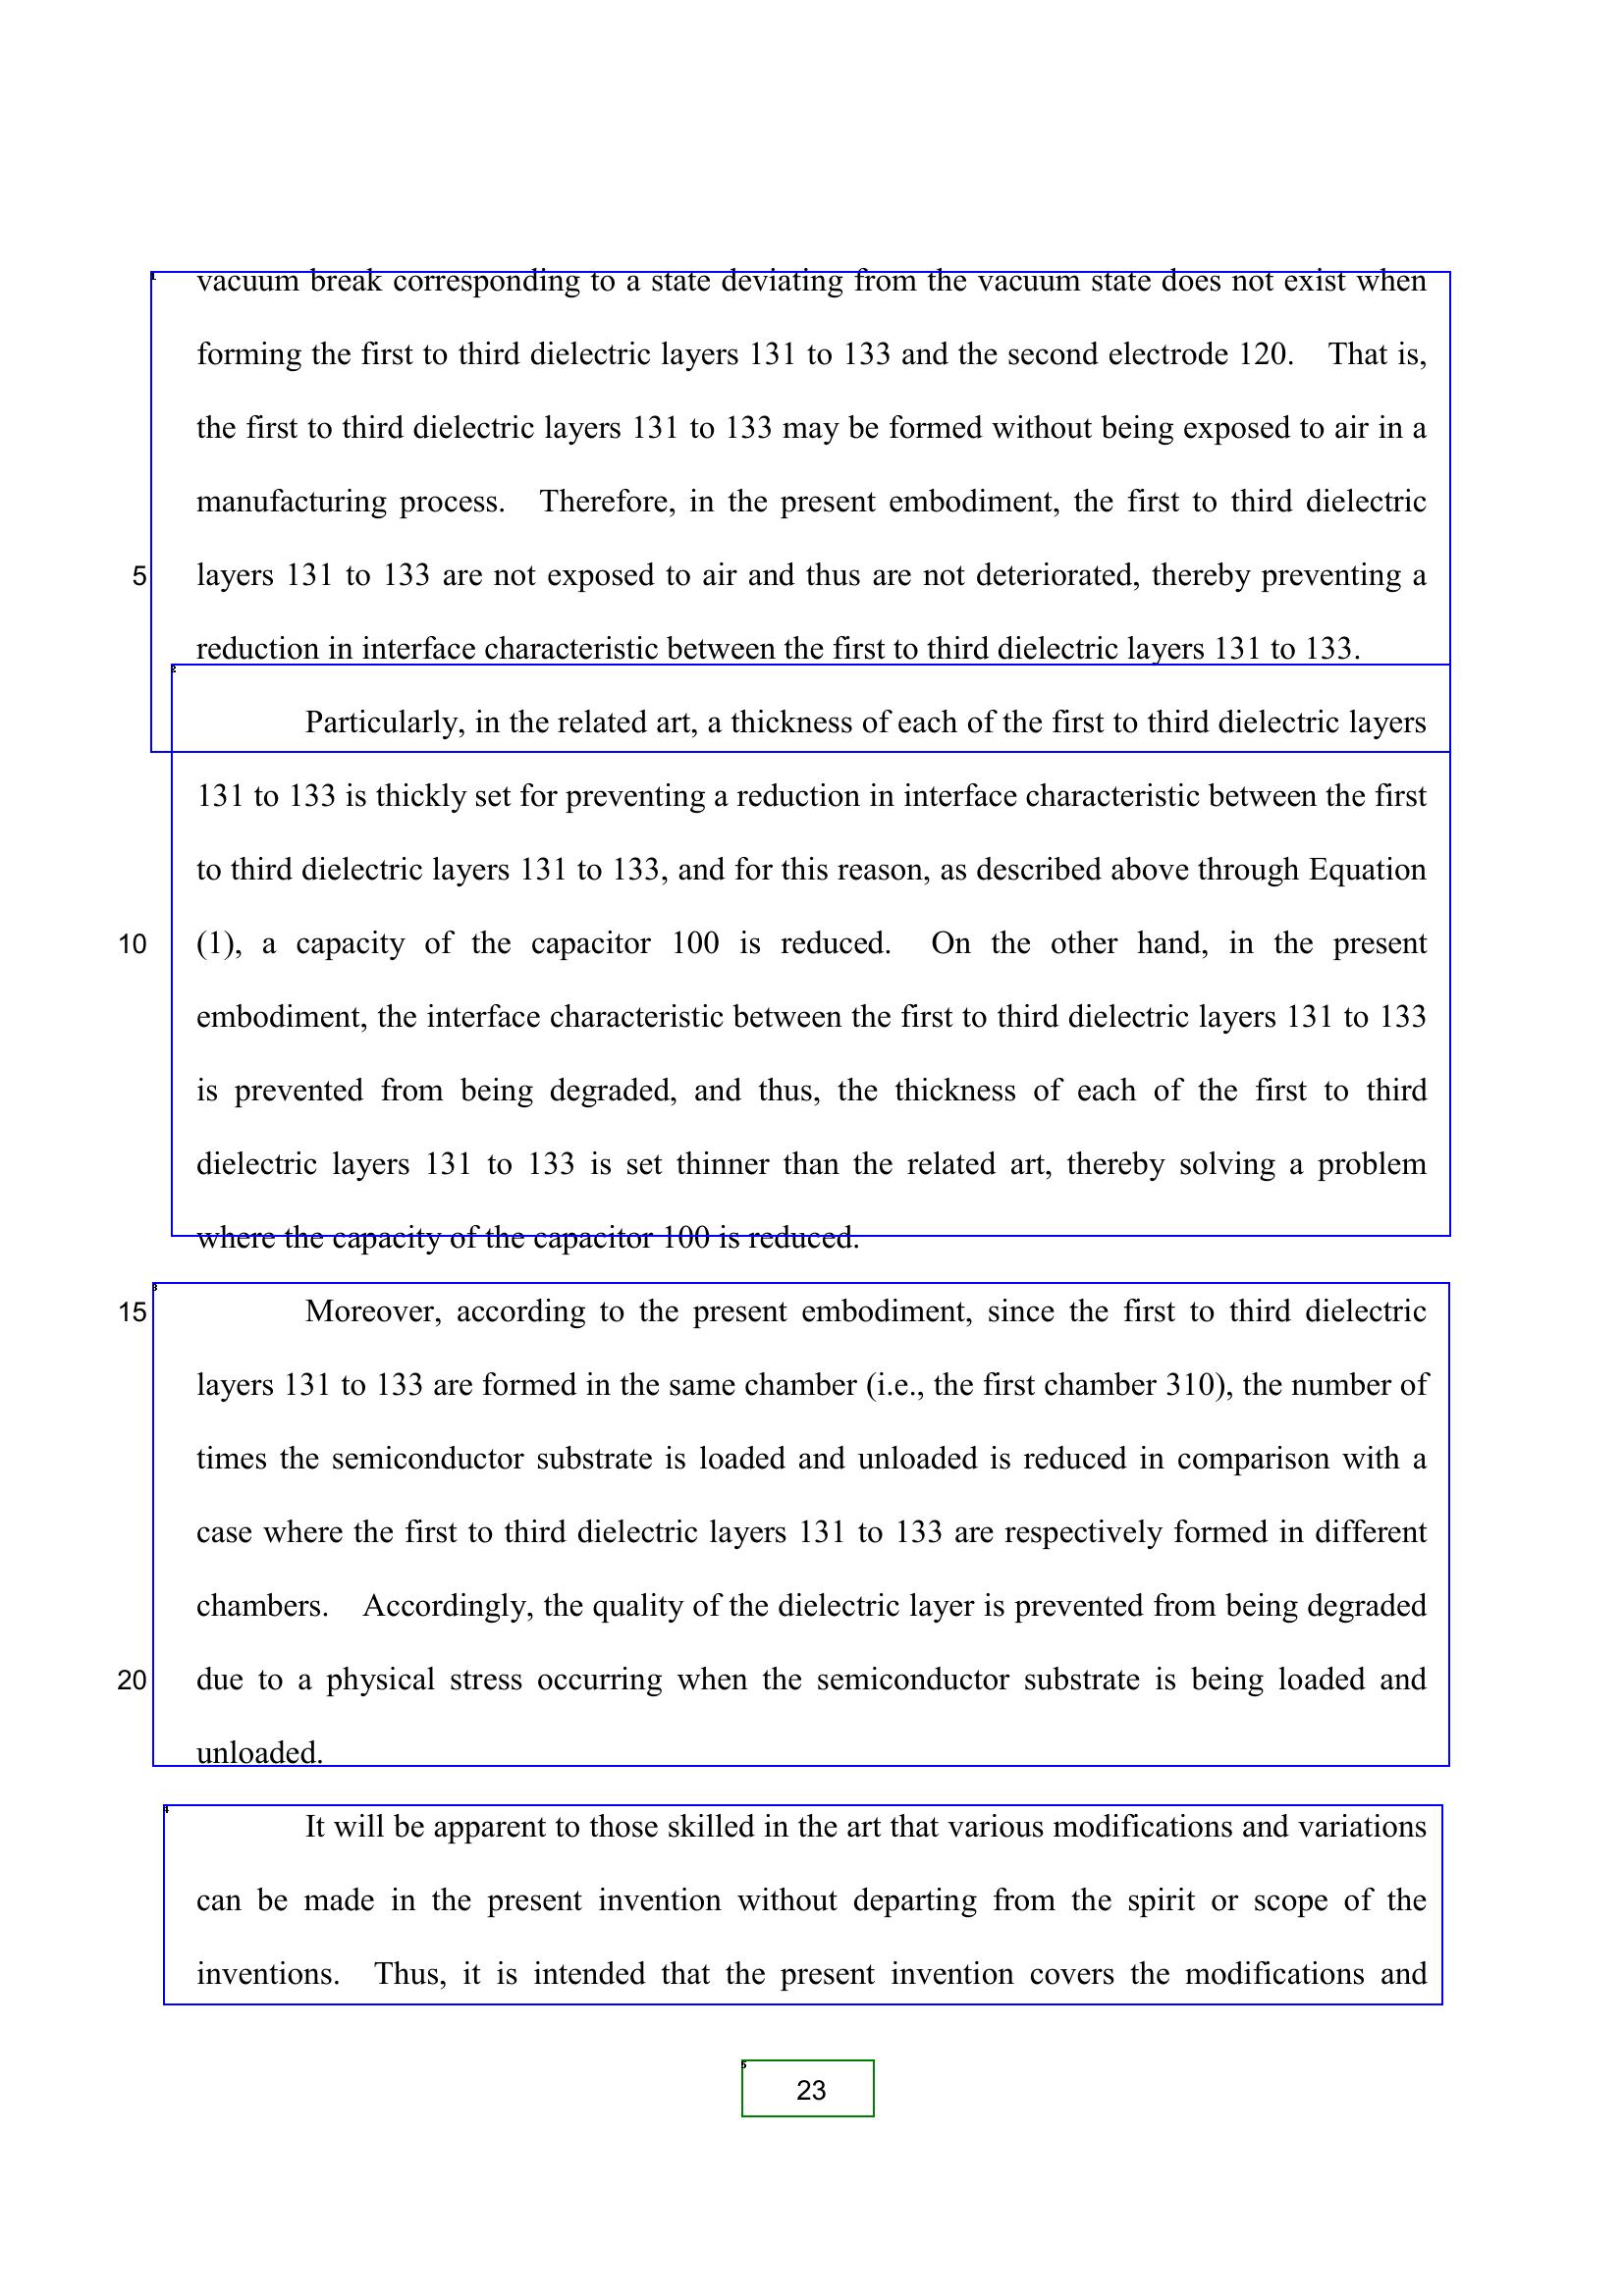 vacuum break corresponding to a state deviating from the vacuum state does not exist when
forming the first to third dielectric layers 131 to 133 and the second electrode 120. That is,
the first to third dielectric layers 131 to 133 may be formed without being exposed to air in a
manufacturing process. Therefore, in the present embodiment, the first to third dielectric
5 layers 131 to 133 are not exposed to air and thus are not deteriorated, thereby preventing a
reduction in interface characteristic between the first to third dielectric layers 131 to 133.
Particularly, in the related art, a thickness of each of the first to third dielectric layers
131 to 133 is thickly set for preventing a reduction in interface characteristic between the first
to third dielectric layers 131 to 133, and for this reason, as described above through Equation
10 (1), a capacity of the capacitor 100 is reduced. On the other hand, in the present
embodiment, the interface characteristic between the first to third dielectric layers 131 to 133
is prevented from being degraded, and thus, the thickness of each of the first to third
dielectric layers 131 to 133 is set thinner than the related art, thereby solving a problem
where the capacity of the capacitor 100 is reduced.
15 Moreover, according to the present embodiment, since the first to third dielectric
layers 131 to 133 are formed in the same chamber (i.e., the first chamber 310), the number of
times the semiconductor substrate is loaded and unloaded is reduced in comparison with a
case where the first to third dielectric layers 131 to 133 are respectively formed in different
chambers. Accordingly, the quality of the dielectric layer is prevented from being degraded
20 due to a physical stress occurring when the semiconductor substrate is being loaded and
unloaded.
It will be apparent to those skilled in the art that various modifications and variations
can be made in the present invention without departing from the spirit or scope of the
inventions. Thus, it is intended that the present invention covers the modifications and
23